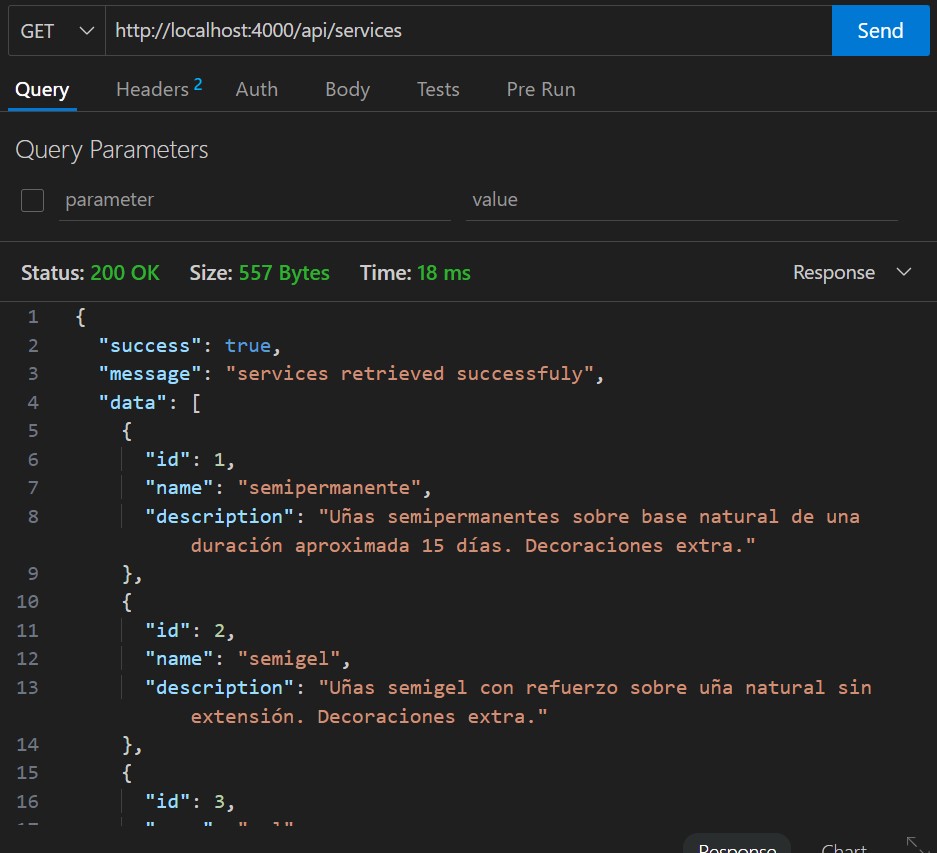 GET http://localhost:4000/api/services Send
Query Headers 2 Auth Body Tests Pre Run
Query Parameters
parameter value
Status: 200 OK Size: 557 Bytes Time: 18 ms Response
1 {
2 "success": true,
3 "message": "services retrieved successfuly",
4 "data": [
5 {
6 "id": 1,
7 "name": "semipermanente",
8 "description": "Uñas semipermanentes sobre base natural de una
duración aproximada 15 días. Decoraciones extra."
9 },
10 {
11 "id": 2,
12 "name": "semigel",
13 "description": "Uñas semigel con refuerzo sobre uña natural sin
extensión. Decoraciones extra."
14 },
15 {
16 "id": 3,
Response Chart